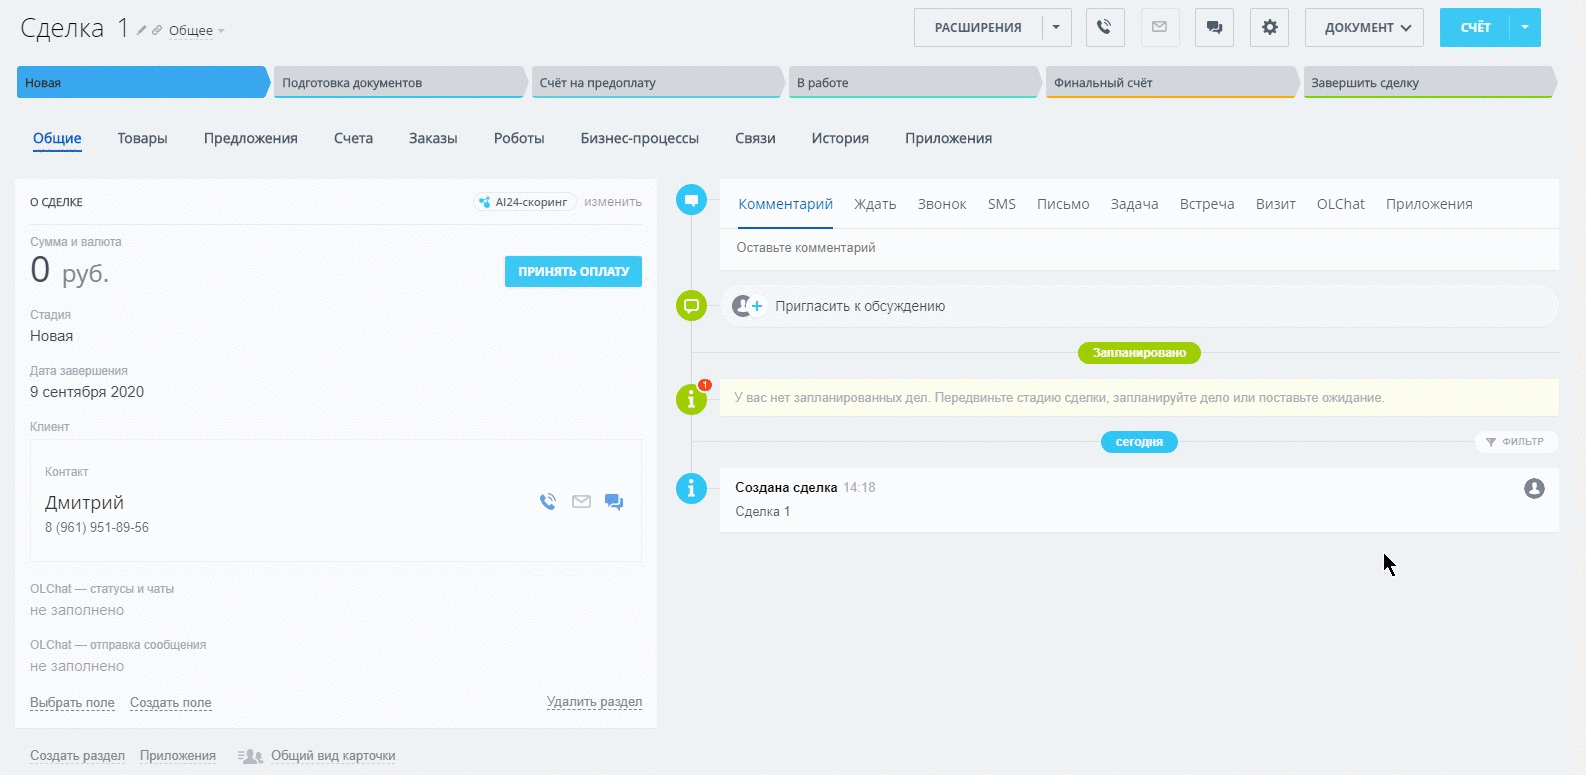 Сделка 1 Общее
РАСШИРЕНИЯ ДОКУМЕНТ СЧЁТ
Новая Подготовка документов Счёт на предоплату В работе Финальный счёт Завершить сделку
Общие Товары Предложения Счета Заказы Роботы Бизнес-процессы Связи История Приложения
О СДЕЛКЕ AI24-скоринг изменить
Сумма и валюта
0 руб. ПРИНЯТЬ ОПЛАТУ
Стадия
Новая
Дата завершения
9 сентября 2020
Клиент
Контакт
Дмитрий
8 (961) 951-89-56
OLChat — статусы и чаты
не заполнено
OLChat — отправка сообщения
не заполнено
Выбрать поле Создать поле Удалить раздел
Создать раздел Приложения Общий вид карточки
Комментарий Ждать Звонок SMS Письмо Задача Встреча Визит OLChat Приложения
Оставьте комментарий
Пригласить к обсуждению
Запланировано
1
У вас нет запланированных дел. Передвиньте стадию сделки, запланируйте дело или поставьте ожидание.
сегодня ФИЛЬТР
Создана сделка 14:18
Сделка 1